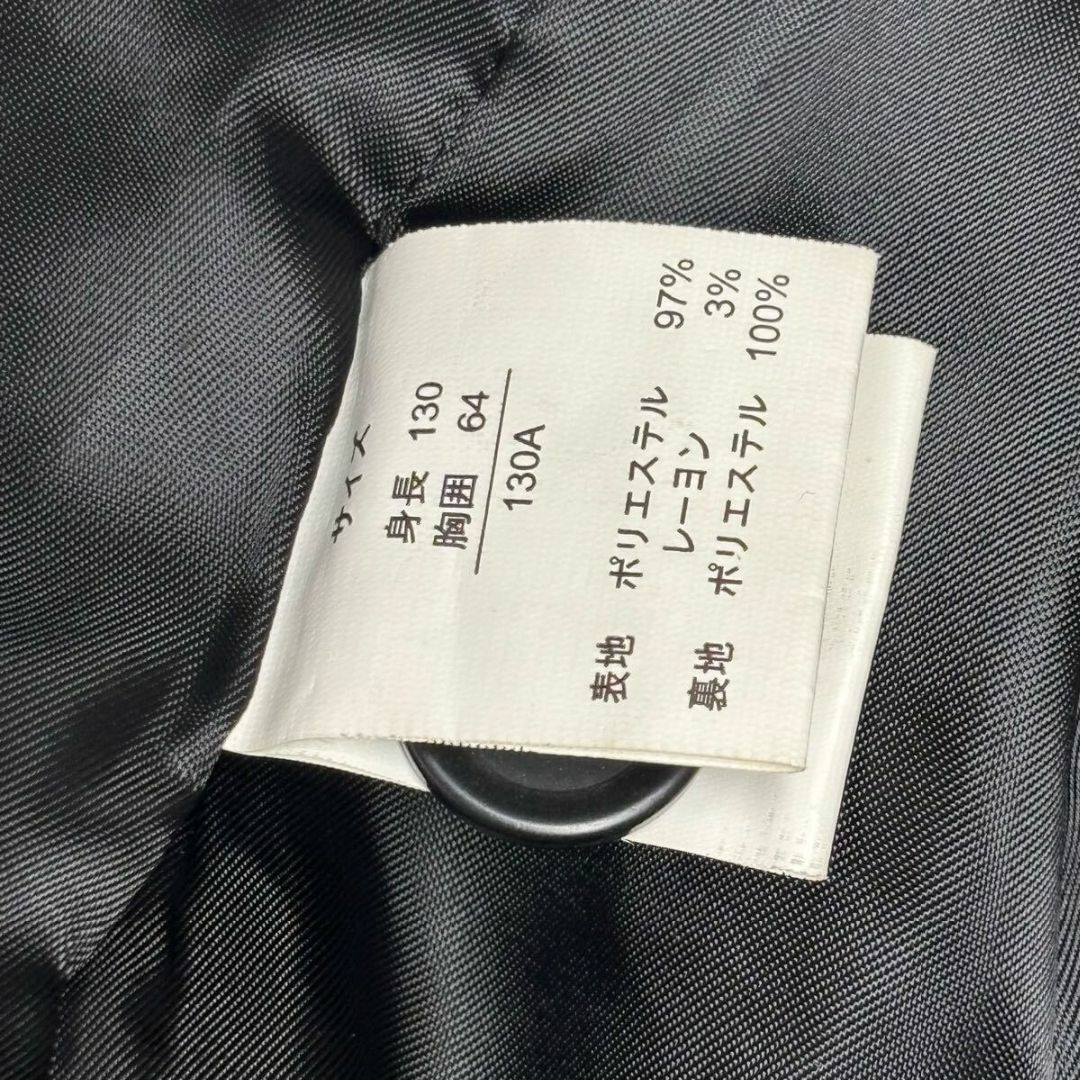 サイズ
身長 130
胸囲 64
130A
表地 ポリエステル 97%
レーヨン 3%
裏地 ポリエステル 100%